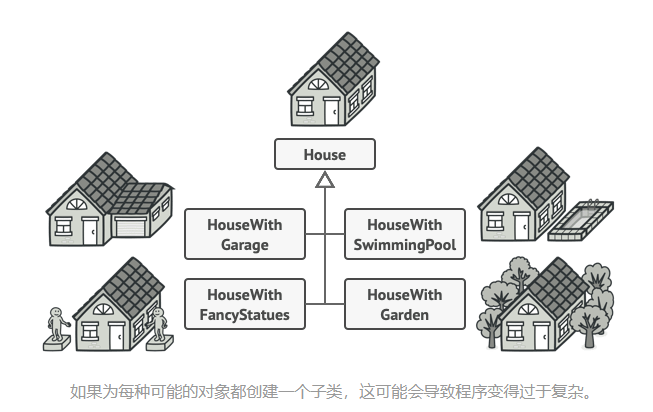 House
HouseWith
Garage
HouseWith
SwimmingPool
HouseWith
FancyStatues
HouseWith
Garden
如果为每种可能的对象都创建一个子类，这可能会导致程序变得过于复杂。